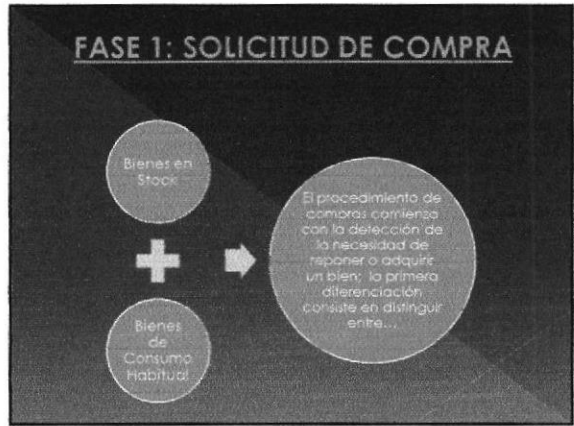 FASE 1: SOLICITUD DE COMPRA
Bienes en
Stock
Bienes
de
Consumo
Habitual
El procedimiento de
compras comienza
con la detección de
la necesidad de
reponer o adquirir
un bien; la primera
diferenciación
consiste en distinguir
entre...